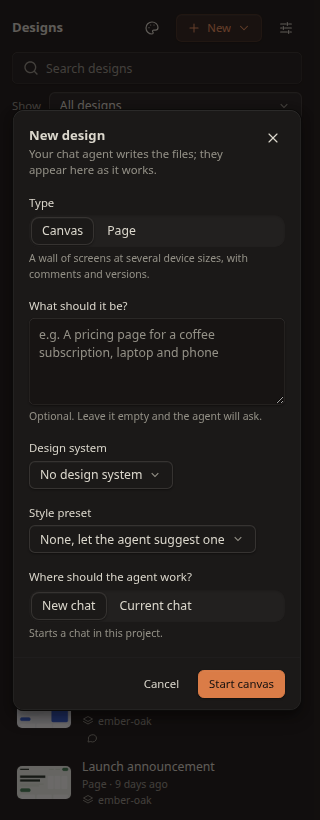 Designs
New
Search designs
Show
All designs
New design
Your chat agent writes the files; they
appear here as it works.
Type
Canvas
Page
A wall of screens at several device sizes, with
comments and versions.
What should it be?
e.g. A pricing page for a coffee
subscription, laptop and phone
Optional. Leave it empty and the agent will ask.
Design system
No design system
Style preset
None, let the agent suggest one
Where should the agent work?
New chat
Current chat
Starts a chat in this project.
Cancel
Start canvas
ember-oak
Launch announcement
Page · 9 days ago
ember-oak